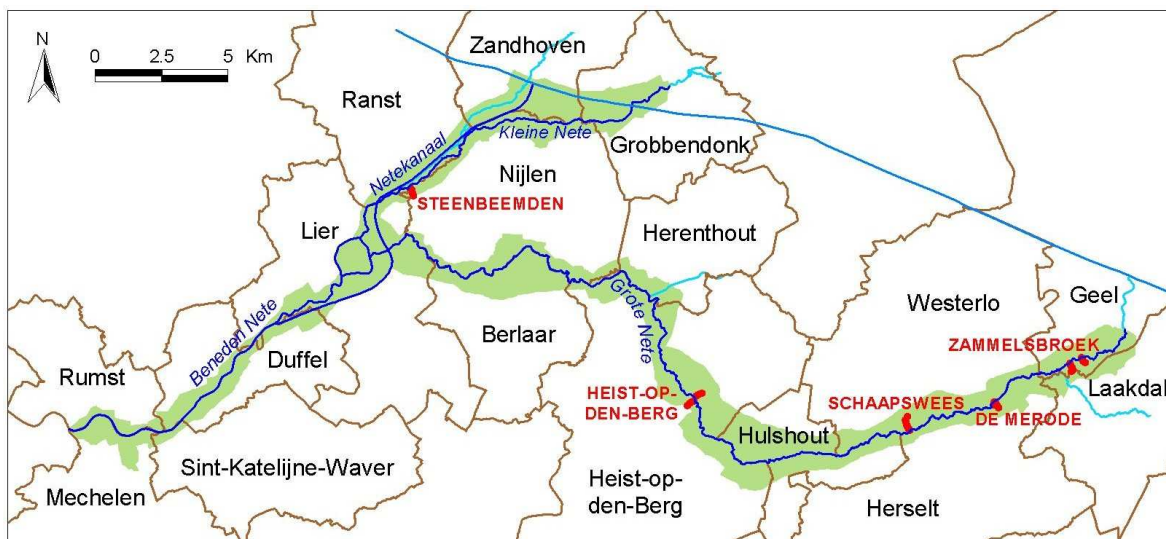 N
0 2.5 5 Km
Zandhoven
Ranst
Kleine Nete
Grobbendonk
Netekanaal
Nijlen
STEENBEEMDEN
Lier
Herenthout
Westerlo
Geel
Grote Nete
Beneden Nete
Berlaar
ZAMMELSBROEK
Duffel
Rumst
Laakdal
HEIST-OP-
DEN-BERG
SCHAAPSWEES
DE MERODE
Hulshout
Sint-Katelijne-Waver
Mechelen
Heist-op-
den-Berg
Herselt